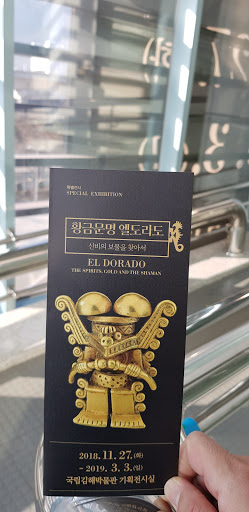 특별전시
SPECIAL EXHIBITION
황금문명 엘도라도
신비의 보물을 찾아서
EL DORADO
THE SPIRITS, GOLD AND THE SHAMAN
2018. 11. 27.(화)
- 2019. 3. 3.(일)
국립김해박물관 기획전시실